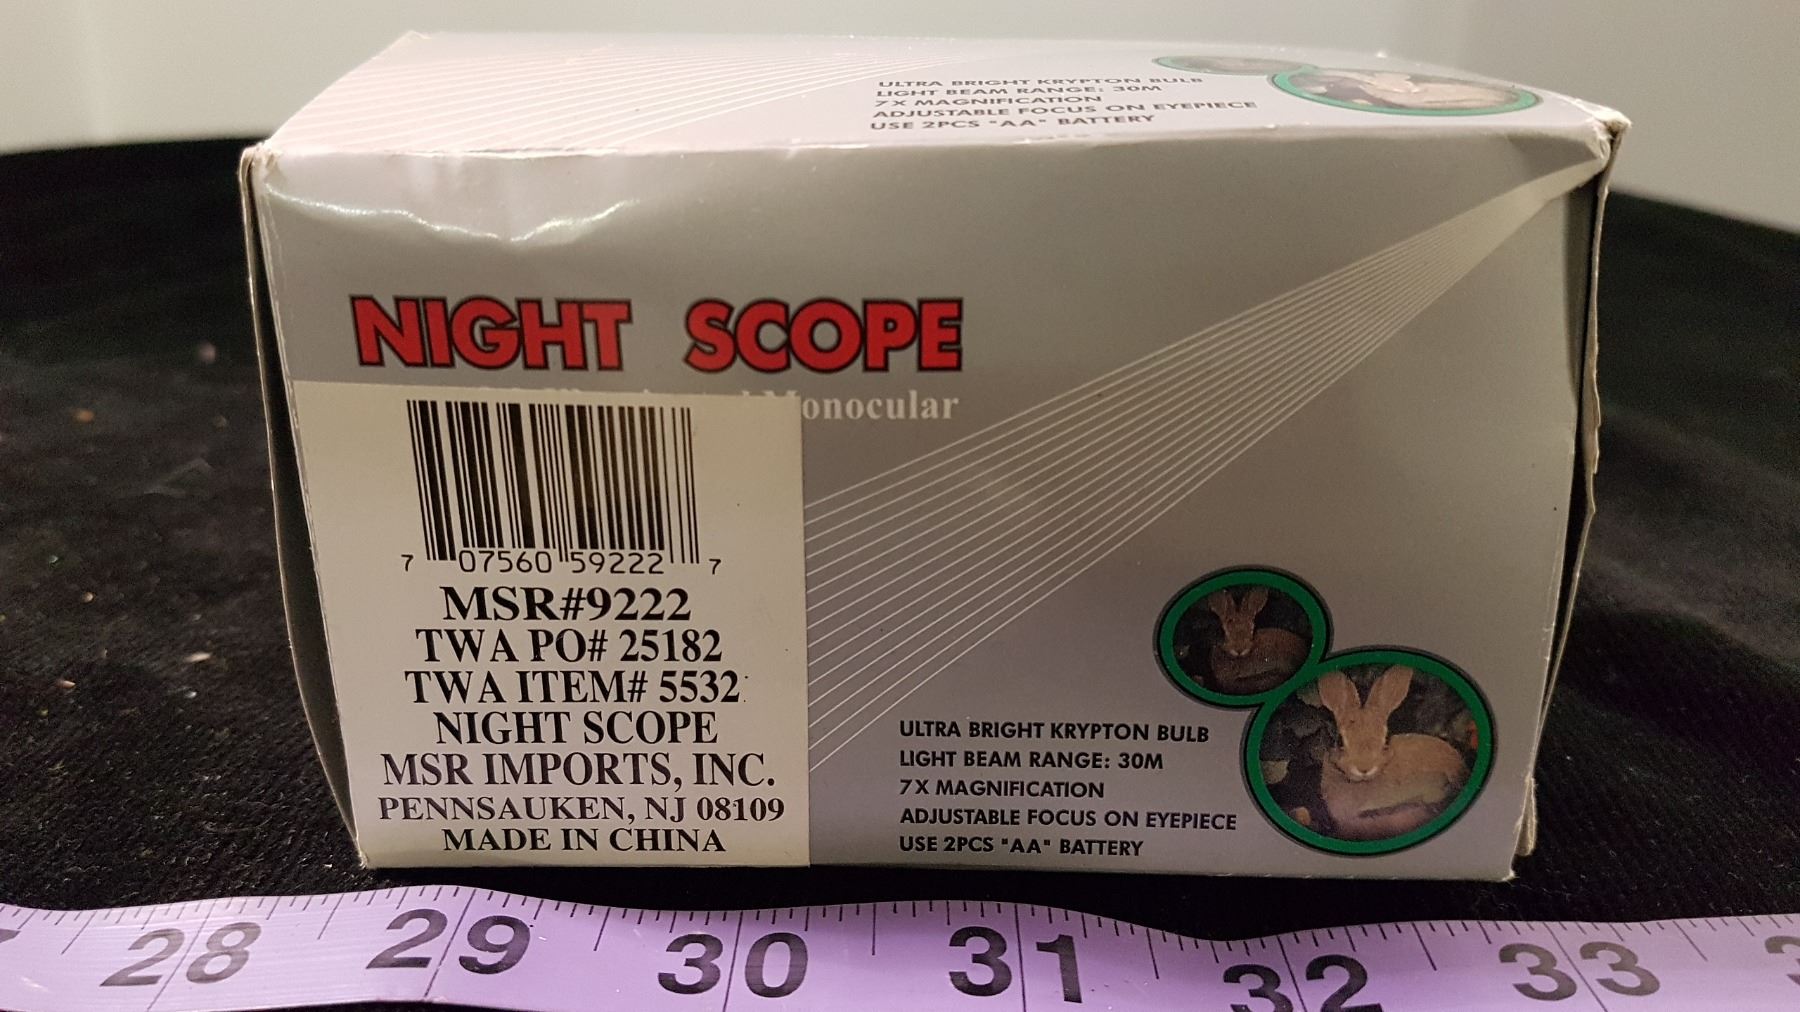 ULTRA BRIGHT KRYPTON BULB
LIGHT BEAM RANGE: 30M
7X MAGNIFICATION
ADJUSTABLE FOCUS ON EYEPIECE
USE 2PCS "AA" BATTERY
NIGHT SCOPE
Monocular
7 07560 59222 7
MSR#9222
TWA PO# 25182
TWA ITEM# 5532
NIGHT SCOPE
MSR IMPORTS, INC.
PENNSAUKEN, NJ 08109
MADE IN CHINA
ULTRA BRIGHT KRYPTON BULB
LIGHT BEAM RANGE: 30M
7X MAGNIFICATION
ADJUSTABLE FOCUS ON EYEPIECE
USE 2PCS "AA" BATTERY
28 29 30 31 32 33